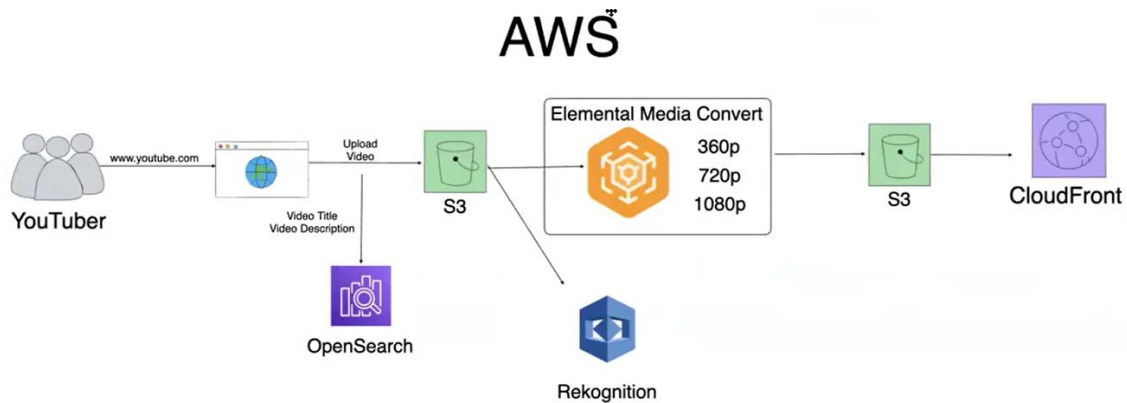 AWS
Elemental Media Convert
360p
720p
1080p
www.youtube.com
Upload
Video
YouTuber
Video Title
Video Description
S3
S3
CloudFront
OpenSearch
Rekognition